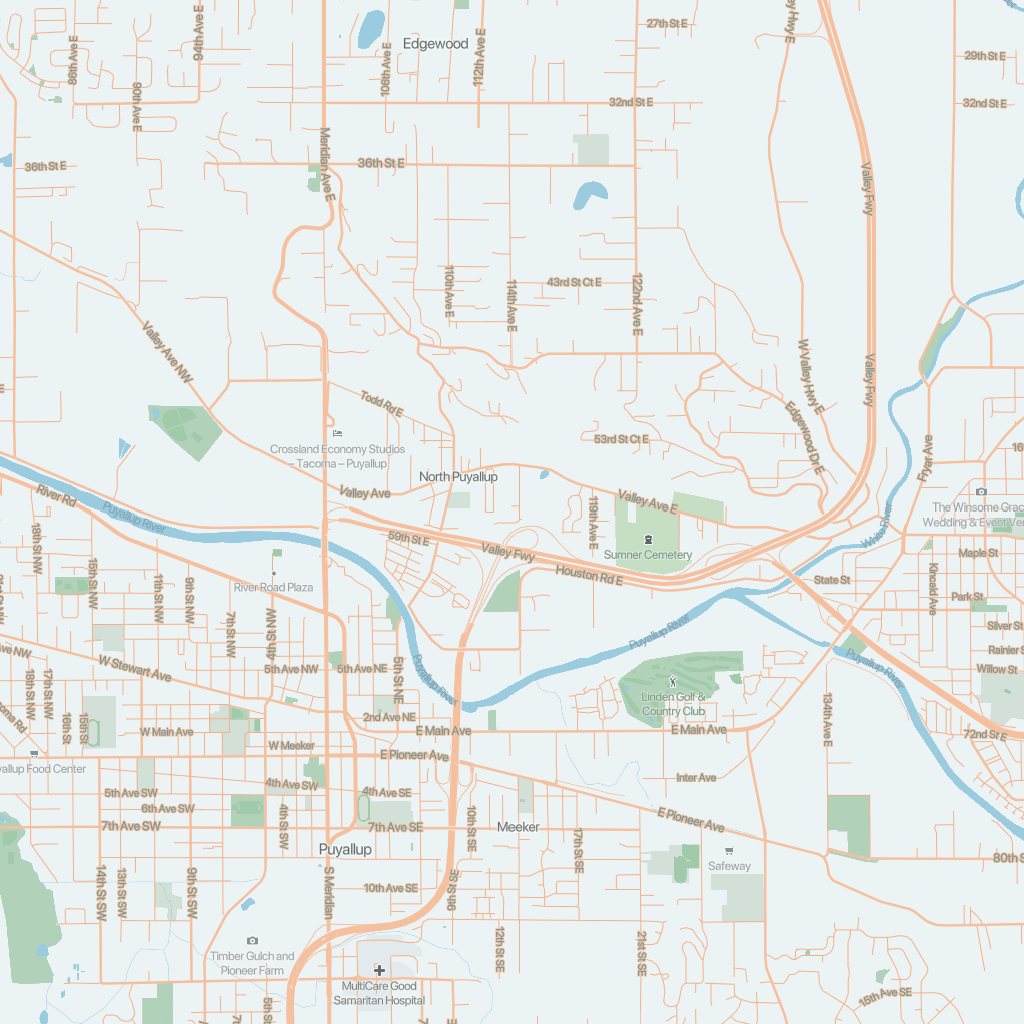 27th St E
94th Ave E
Edgewood
Valley Hwy E
86th Ave E
106th Ave E
112th Ave E
29th St E
90th Ave E
32nd St E
32nd St E
36th St E
Meridian Ave E
36th St E
Valley Fwy
110th Ave E
114th Ave E
43rd St Ct E
122nd Ave E
Valley Ave NW
W Valley Hwy E
Valley Fwy
Todd Rd E
Edgewood Dr E
Crossland Economy Studios
– Tacoma – Puyallup
53rd St Ct E
Fryar Ave
North Puyallup
River Rd
Valley Ave
Valley Ave E
119th Ave E
The Winsome Grac
Wedding & Event Ven
Puyallup River
White River
18th St NW
59th St E
Valley Fwy
Sumner Cemetery
Maple St
15th St NW
11th St NW
9th St NW
River Road Plaza
Houston Rd E
State St
Kincaid Ave
Park St
7th St NW
4th St NW
Puyallup River
Silver St
Rainier S
Willow St
W Stewart Ave
5th Ave NW
5th Ave NE
5th St NE
Puyallup River
Puyallup River
18th St NW
17th St NW
16th St
15th St
Linden Golf &
Country Club
134th Ave E
2nd Ave NE
W Main Ave
E Main Ave
E Main Ave
72nd St E
W Meeker
E Pioneer Ave
yallup Food Center
Inter Ave
5th Ave SW
4th Ave SW
4th Ave SE
6th Ave SW
7th Ave SW
4th St SW
7th Ave SE
10th St SE
Meeker
E Pioneer Ave
Puyallup
17th St SE
Safeway
80th S
14th St SW
13th St SW
9th St SW
S Meridian
10th Ave SE
9th St SE
12th St SE
21st St SE
Timber Gulch and
Pioneer Farm
MultiCare Good
Samaritan Hospital
15th Ave SE